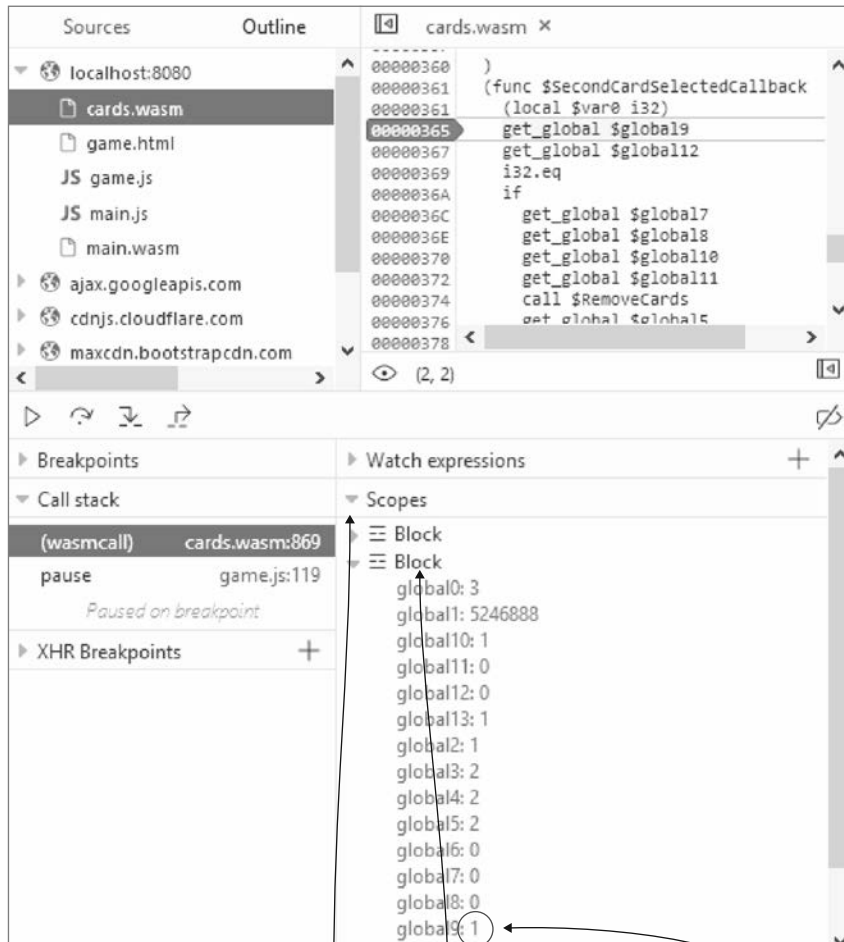 Sources Outline
localhost:8080
cards.wasm
game.html
JS game.js
JS main.js
main.wasm
ajax.googleapis.com
cdnjs.cloudflare.com
maxcdn.bootstrapcdn.com
cards.wasm ×
00000360 )
00000361 (func $SecondCardSelectedCallback
00000361 (local $var0 i32)
00000365 get_global $global9
00000367 get_global $global12
00000369 i32.eq
0000036A if
0000036C get_global $global7
0000036E get_global $global8
00000370 get_global $global10
00000372 get_global $global11
00000374 call $RemoveCards
00000376 get_global $global5
00000378
(2, 2)
Breakpoints
Call stack
(wasmcall) cards.wasm:869
pause game.js:119
Paused on breakpoint
XHR Breakpoints
Watch expressions
Scopes
Block
Block
global0: 3
global1: 5246888
global10: 1
global11: 0
global12: 0
global13: 1
global2: 1
global3: 2
global4: 2
global5: 2
global6: 0
global7: 0
global8: 0
global9: 1